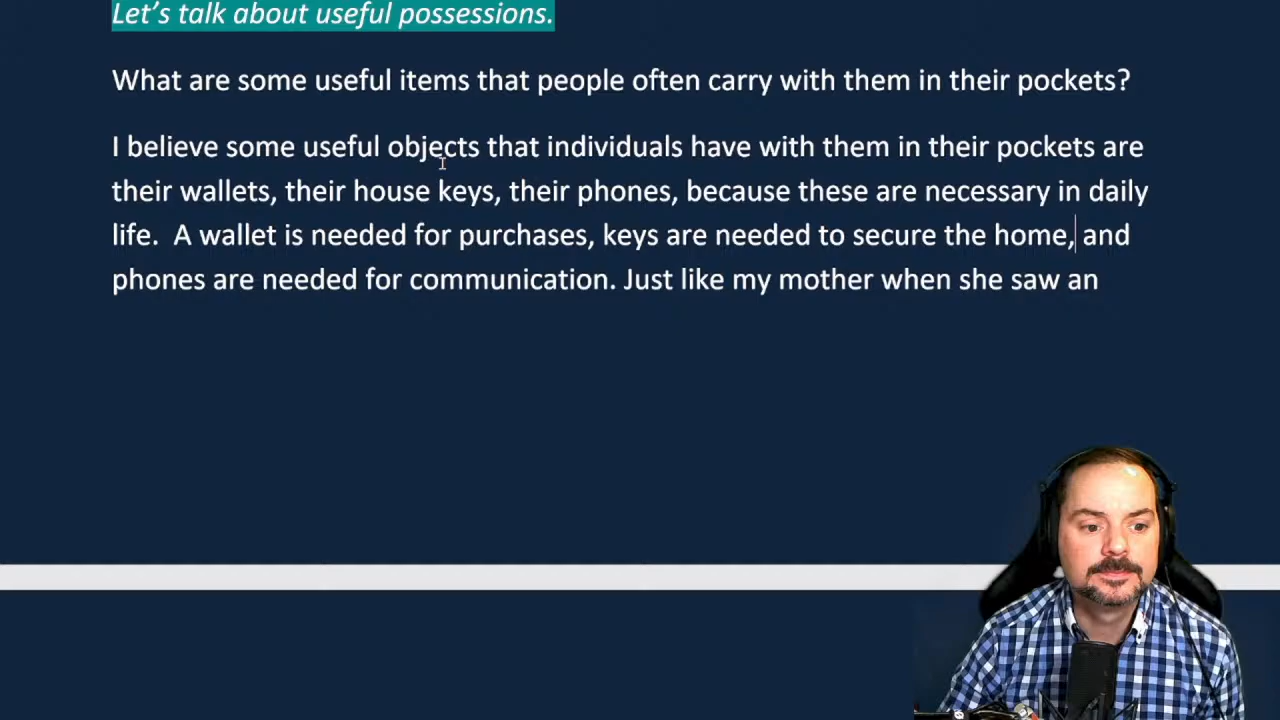 Let's talk about useful possessions.
What are some useful items that people often carry with them in their pockets?
I believe some useful objects that individuals have with them in their pockets are
their wallets, their house keys, their phones, because these are necessary in daily
life.  A wallet is needed for purchases, keys are needed to secure the home, and
phones are needed for communication. Just like my mother when she saw an